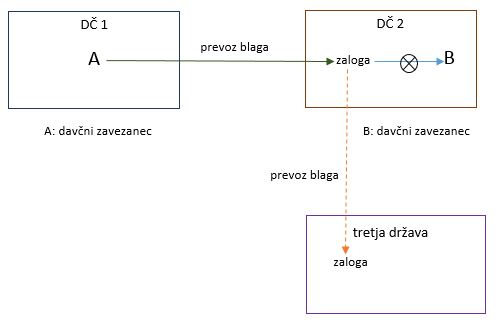 DČ 1
DČ 2
A
prevoz blaga
zaloga
B
A: davčni zavezanec
B: davčni zavezanec
prevoz blaga
tretja država
zaloga